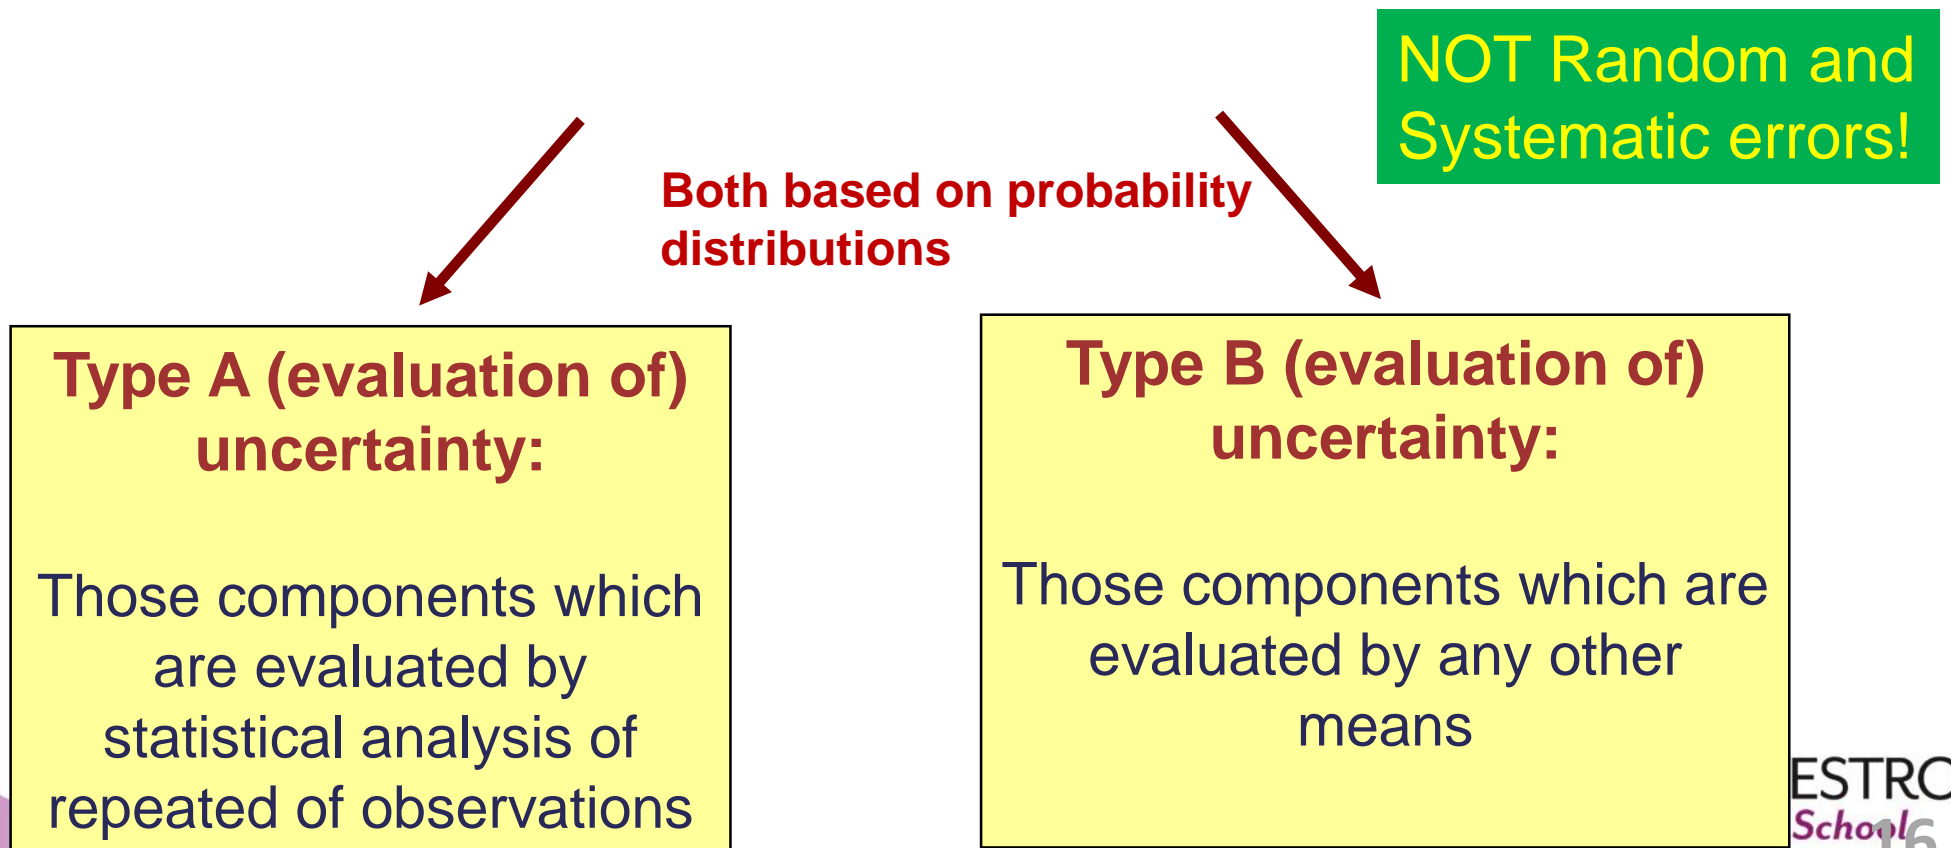 NOT Random and
Systematic errors!
Both based on probability
distributions
Type A (evaluation of)
uncertainty:
Those components which
are evaluated by
statistical analysis of
repeated of observations
Type B (evaluation of)
uncertainty:
Those components which are
evaluated by any other
means
ESTRO
School
16